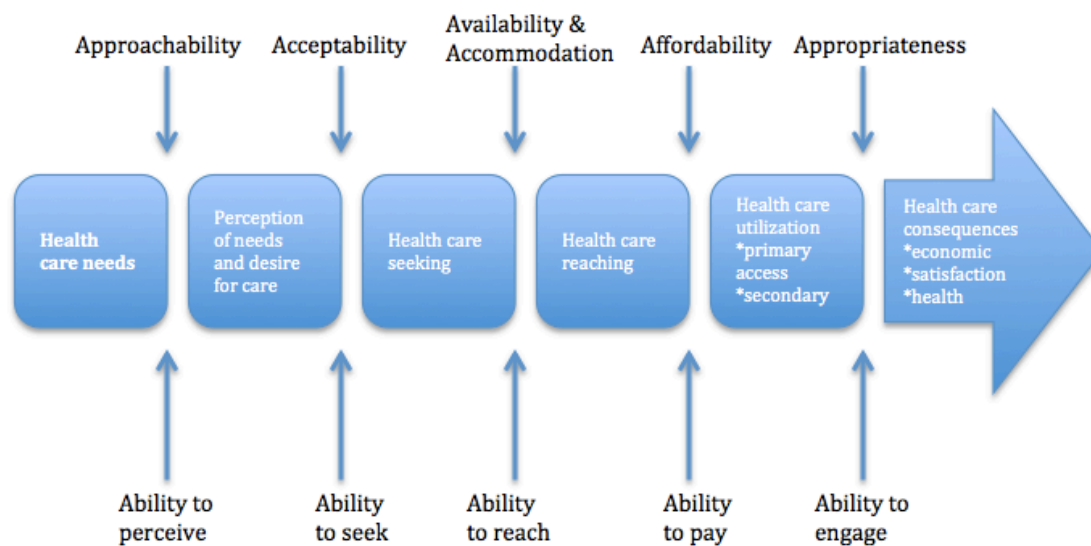 Approachability
Acceptability
Availability &
Accommodation
Affordability
Appropriateness
Health
care needs
Perception
of needs
and desire
for care
Health care
seeking
Health care
reaching
Health care
utilization
*primary
access
*secondary
Health care
consequences
*economic
*satisfaction
*health
Ability to
perceive
Ability
to seek
Ability
to reach
Ability
to pay
Ability to
engage